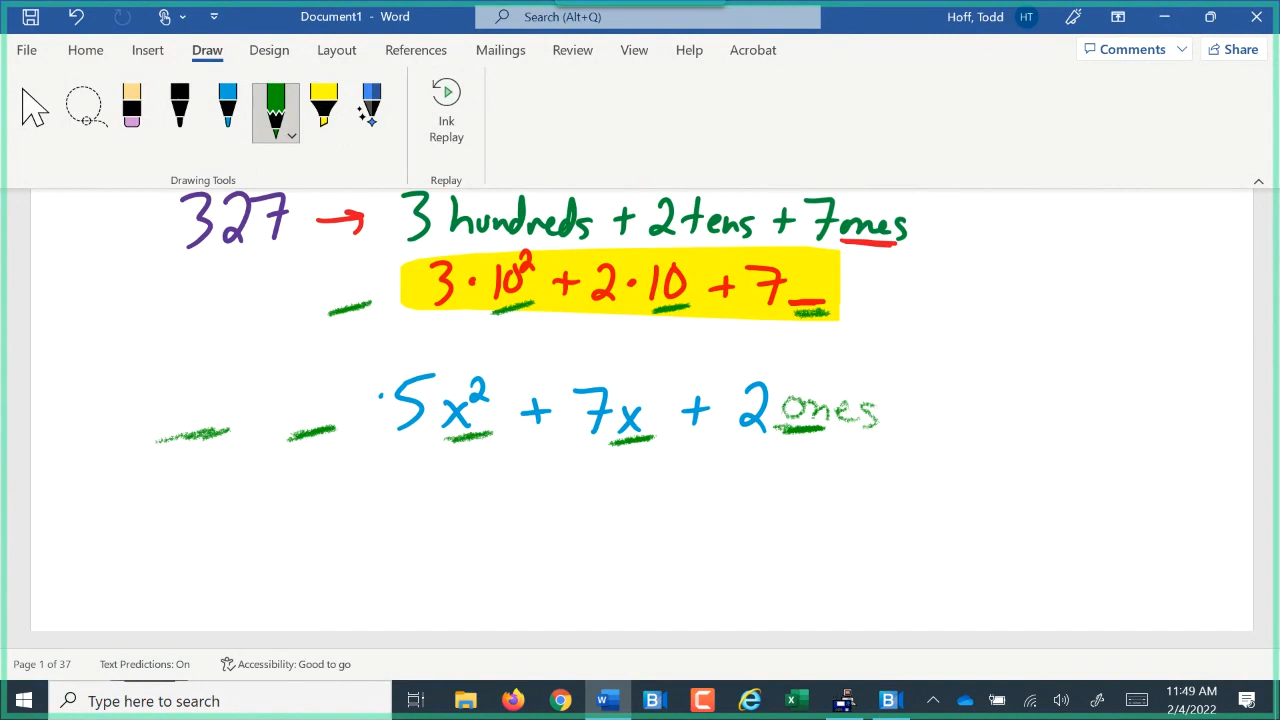 Document1 - Word
Search (Alt+Q)
Hoff, Todd HT
File Home Insert Draw Design Layout References Mailings Review View Help Acrobat
Comments Share
Ink
Replay
Drawing Tools Replay
327 → 3 hundreds + 2 tens + 7 ones
3 · 10² + 2 · 10 + 7 __
· 5x² + 7x + 2 ones
Page 1 of 37 Text Predictions: On Accessibility: Good to go
Type here to search
11:49 AM
2/4/2022